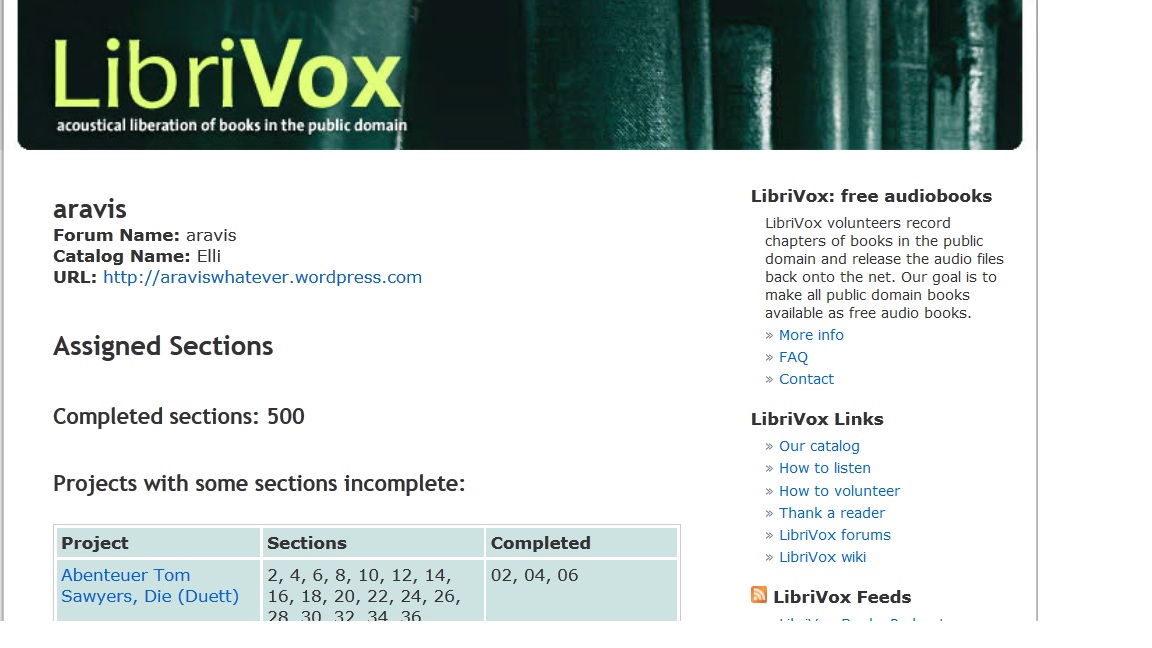 LibriVox
acoustical liberation of books in the public domain
aravis
Forum Name: aravis
Catalog Name: Elli
URL: http://araviswhatever.wordpress.com
Assigned Sections
Completed sections: 500
Projects with some sections incomplete:
Project Sections Completed
Abenteuer Tom 2, 4, 6, 8, 10, 12, 14, 02, 04, 06
Sawyers, Die (Duett) 16, 18, 20, 22, 24, 26,
28, 30, 32, 34, 36
LibriVox: free audiobooks
LibriVox volunteers record
chapters of books in the public
domain and release the audio files
back onto the net. Our goal is to
make all public domain books
available as free audio books.
» More info
» FAQ
» Contact
LibriVox Links
» Our catalog
» How to listen
» How to volunteer
» Thank a reader
» LibriVox forums
» LibriVox wiki
LibriVox Feeds